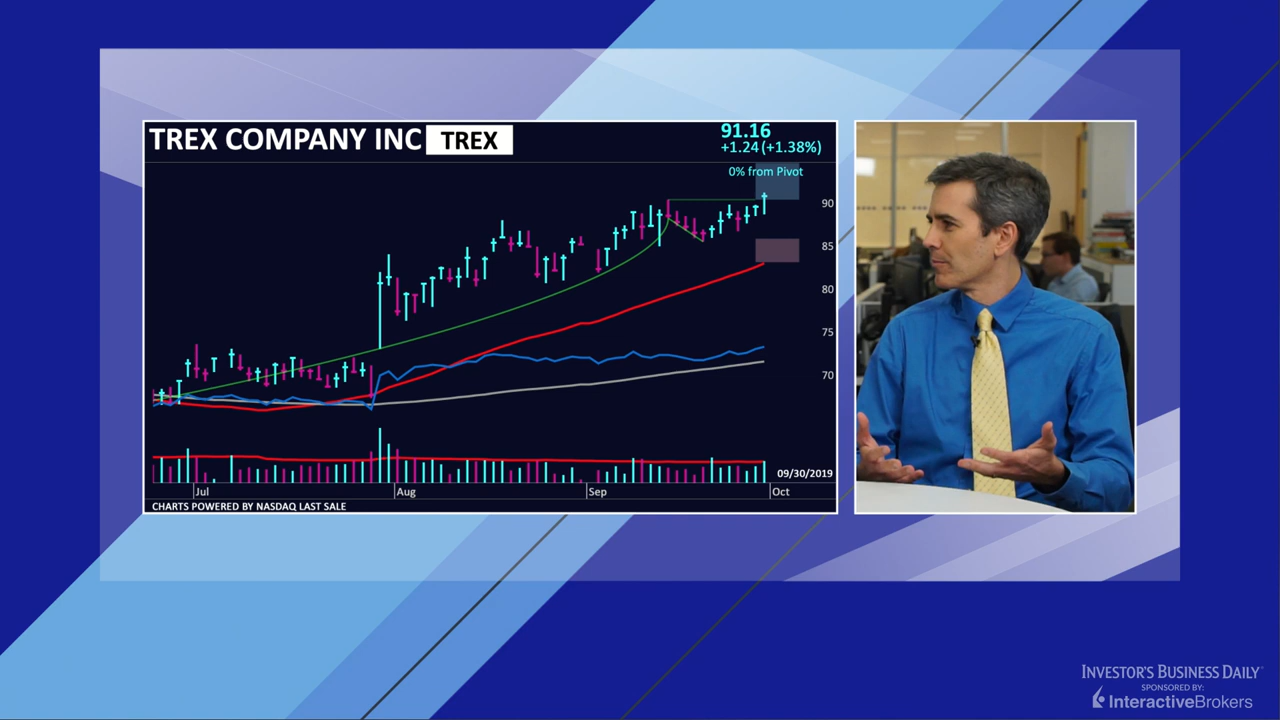 TREX COMPANY INC TREX
91.16
+1.24 (+1.38%)
0% from Pivot
90
85
80
75
70
09/30/2019
Jul Aug Sep Oct
CHARTS POWERED BY NASDAQ LAST SALE
INVESTOR'S BUSINESS DAILY
SPONSORED BY:
InteractiveBrokers